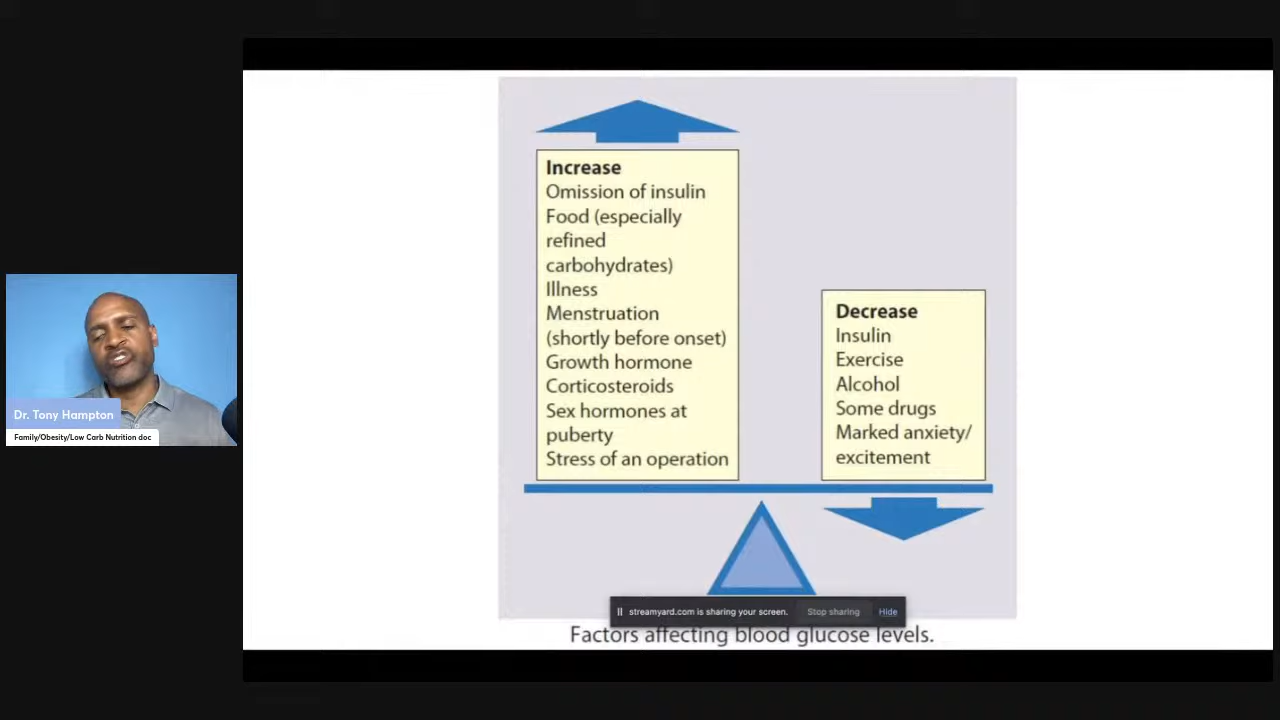 Increase
Omission of insulin
Food (especially
refined
carbohydrates)
Illness
Menstruation
(shortly before onset)
Growth hormone
Corticosteroids
Sex hormones at
puberty
Stress of an operation
Decrease
Insulin
Exercise
Alcohol
Some drugs
Marked anxiety/
excitement
streamyard.com is sharing your screen. Stop sharing Hide
Factors affecting blood glucose levels.
Dr. Tony Hampton
Family/Obesity/Low Carb Nutrition doc